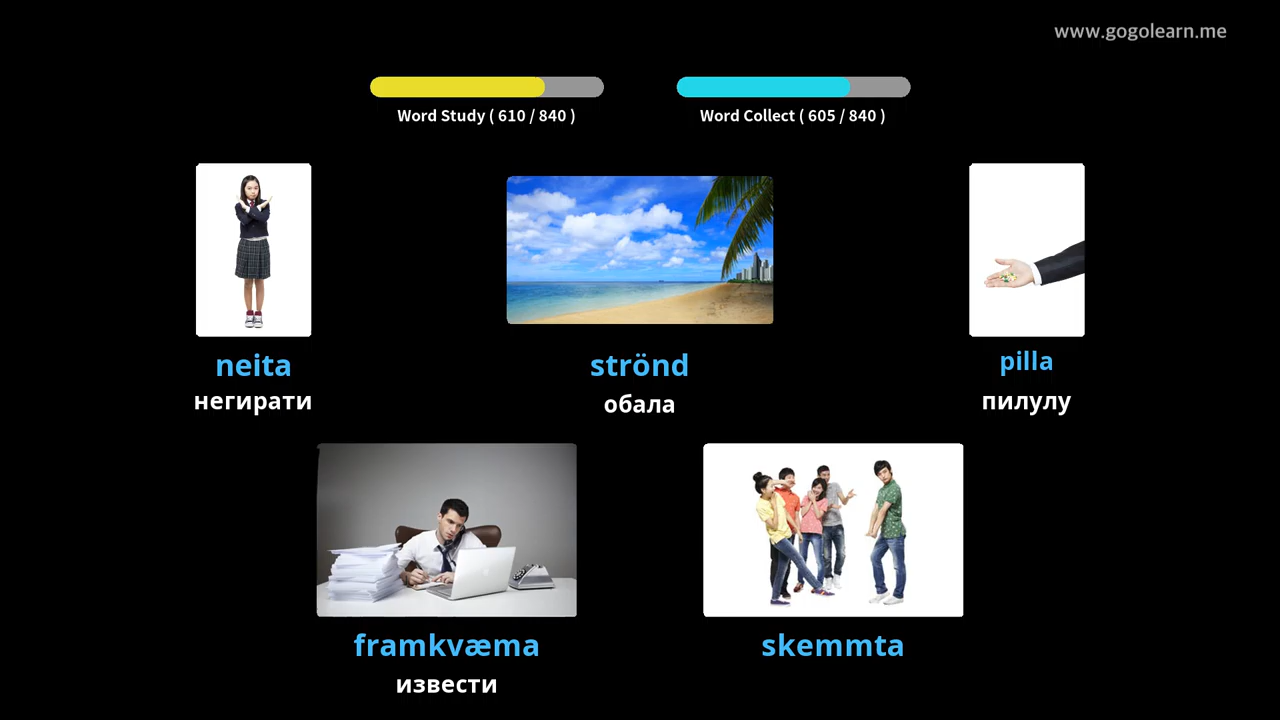 www.gogolearn.me
Word Study ( 610 / 840 )
Word Collect ( 605 / 840 )
neita
негирати
strönd
обала
pilla
пилулу
framkvæma
извести
skemmta